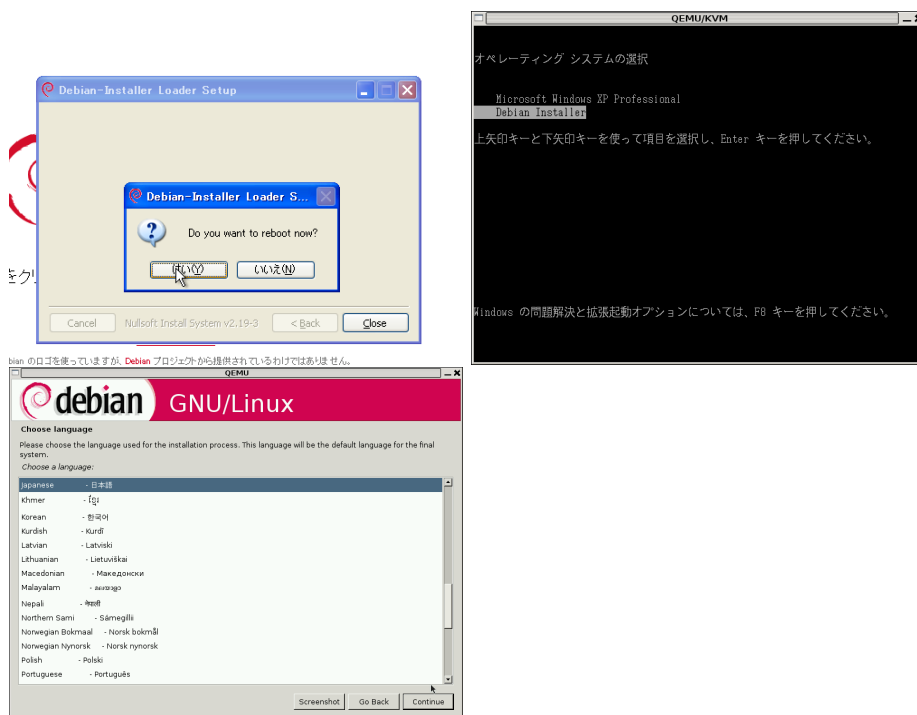 Debian-Installer Loader Setup
Debian-Installer Loader S...
Do you want to reboot now?
はい(Y)
いいえ(N)
をクリ
Cancel
Nullsoft Install System v2.19-3
< Back
Close
bian のロゴを使っていますが、Debian プロジェクトから提供されているわけではありません。
QEMU/KVM
オペレーティング システムの選択
Microsoft Windows XP Professional
Debian Installer
上矢印キーと下矢印キーを使って項目を選択し、Enter キーを押してください。
Windows の問題解決と拡張起動オプションについては、F8 キーを押してください。
QEMU
debian GNU/Linux
Choose language
Please choose the language used for the installation process. This language will be the default language for the final
system.
Choose a language:
Japanese - 日本語
Khmer - ខ្មែរ
Korean - 한국어
Kurdish - Kurdî
Latvian - Latviski
Lithuanian - Lietuviškai
Macedonian - Македонски
Malayalam - മലയാളം
Nepali - नेपाली
Northern Sami - Sámegillii
Norwegian Bokmaal - Norsk bokmål
Norwegian Nynorsk - Norsk nynorsk
Polish - Polski
Portuguese - Português
Screenshot
Go Back
Continue